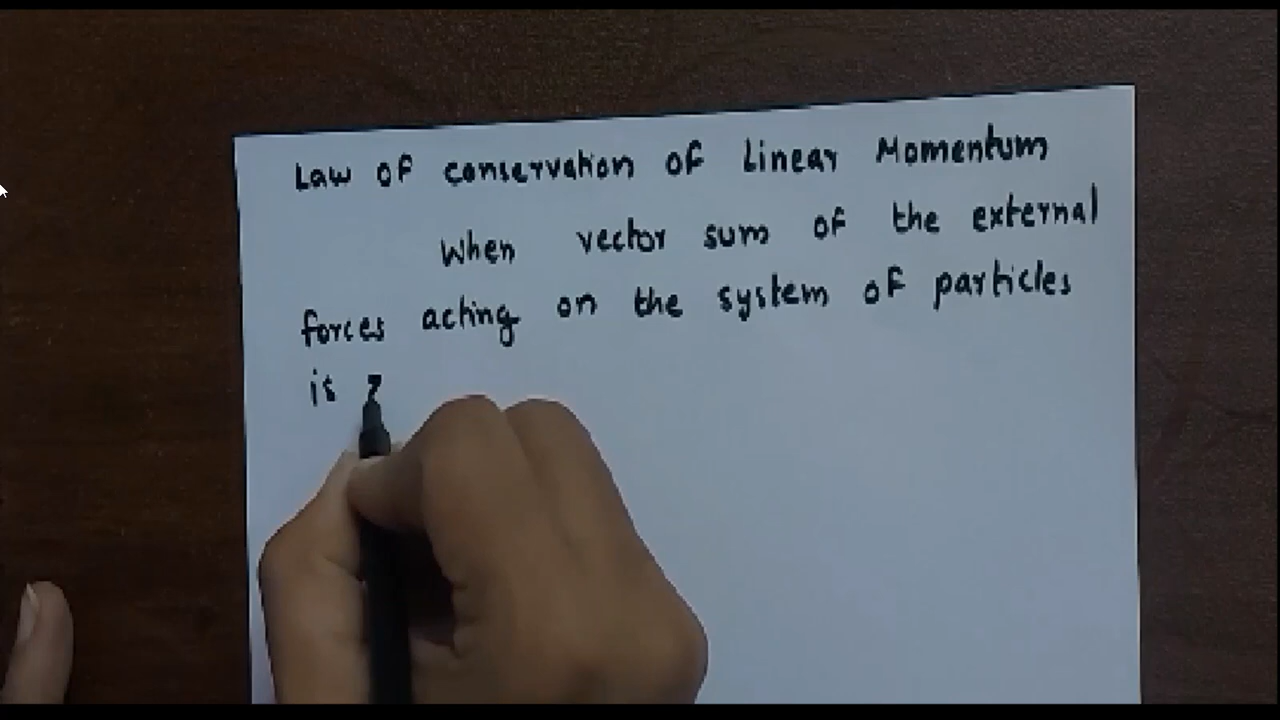 Law of conservation of Linear Momentum
When vector sum of the external
forces acting on the system of particles
is z